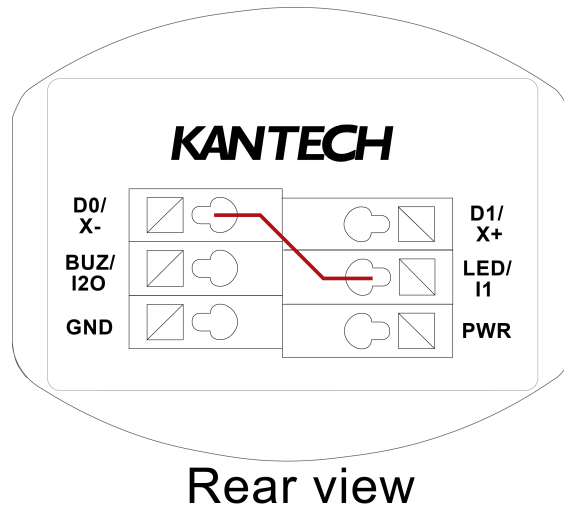 KANTECH
D0/
X-
BUZ/
I2O
GND
D1/
X+
LED/
I1
PWR
Rear view